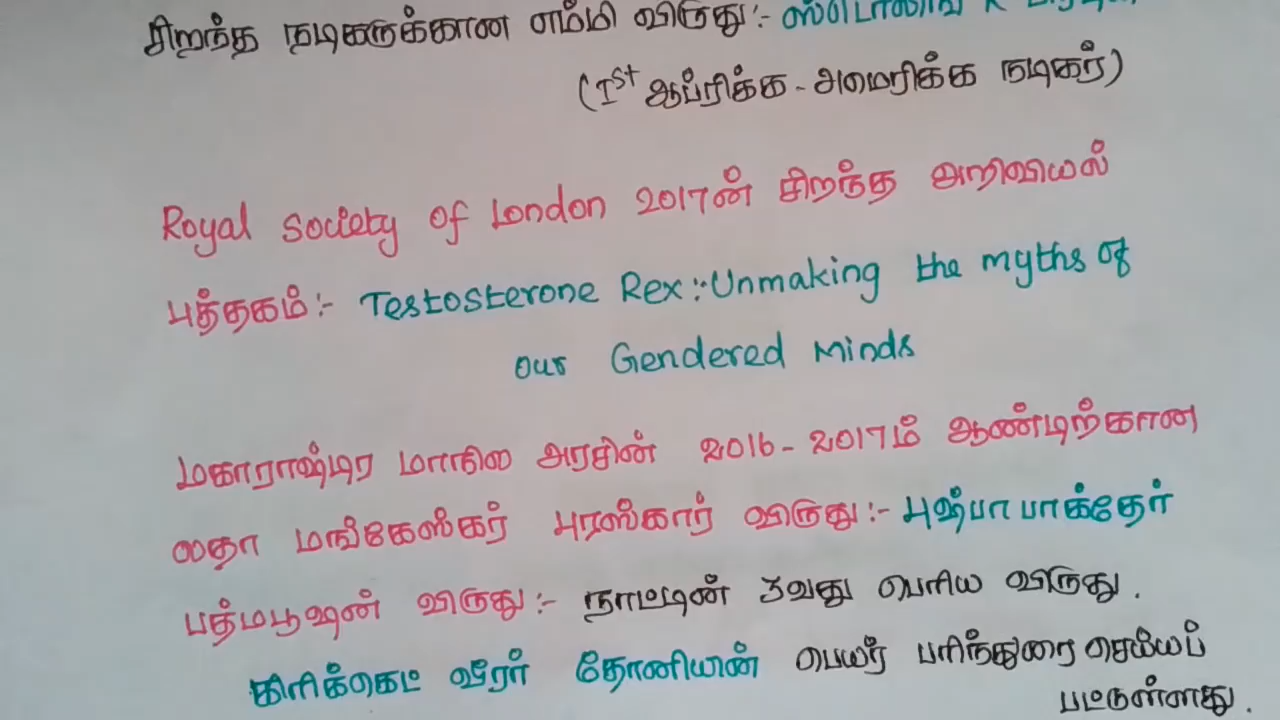 சிறந்த நடிகருக்கான எம்மி விருது:- ஸ்டெர்லிங் K
(Ist ஆப்ரிக்க - அமெரிக்க நடிகர்)
Royal Society of London 2017ன் சிறந்த அறிவியல்
புத்தகம்:- Testosterone Rex:-Unmaking the myths of
our Gendered Minds
மகாராஷ்டிர மாநில அரசின் 2016-2017ம் ஆண்டிற்கான
லதா மங்கேஸ்கர் புரஸ்கார் விருது:- புஷ்பா பாக்தேர்
பத்மபூஷன் விருது:- நாட்டின் 3வது பெரிய விருது.
கிரிக்கெட் வீரர் தோனியின் பெயர் பரிந்துரை செய்யப்
பட்டுள்ளது.